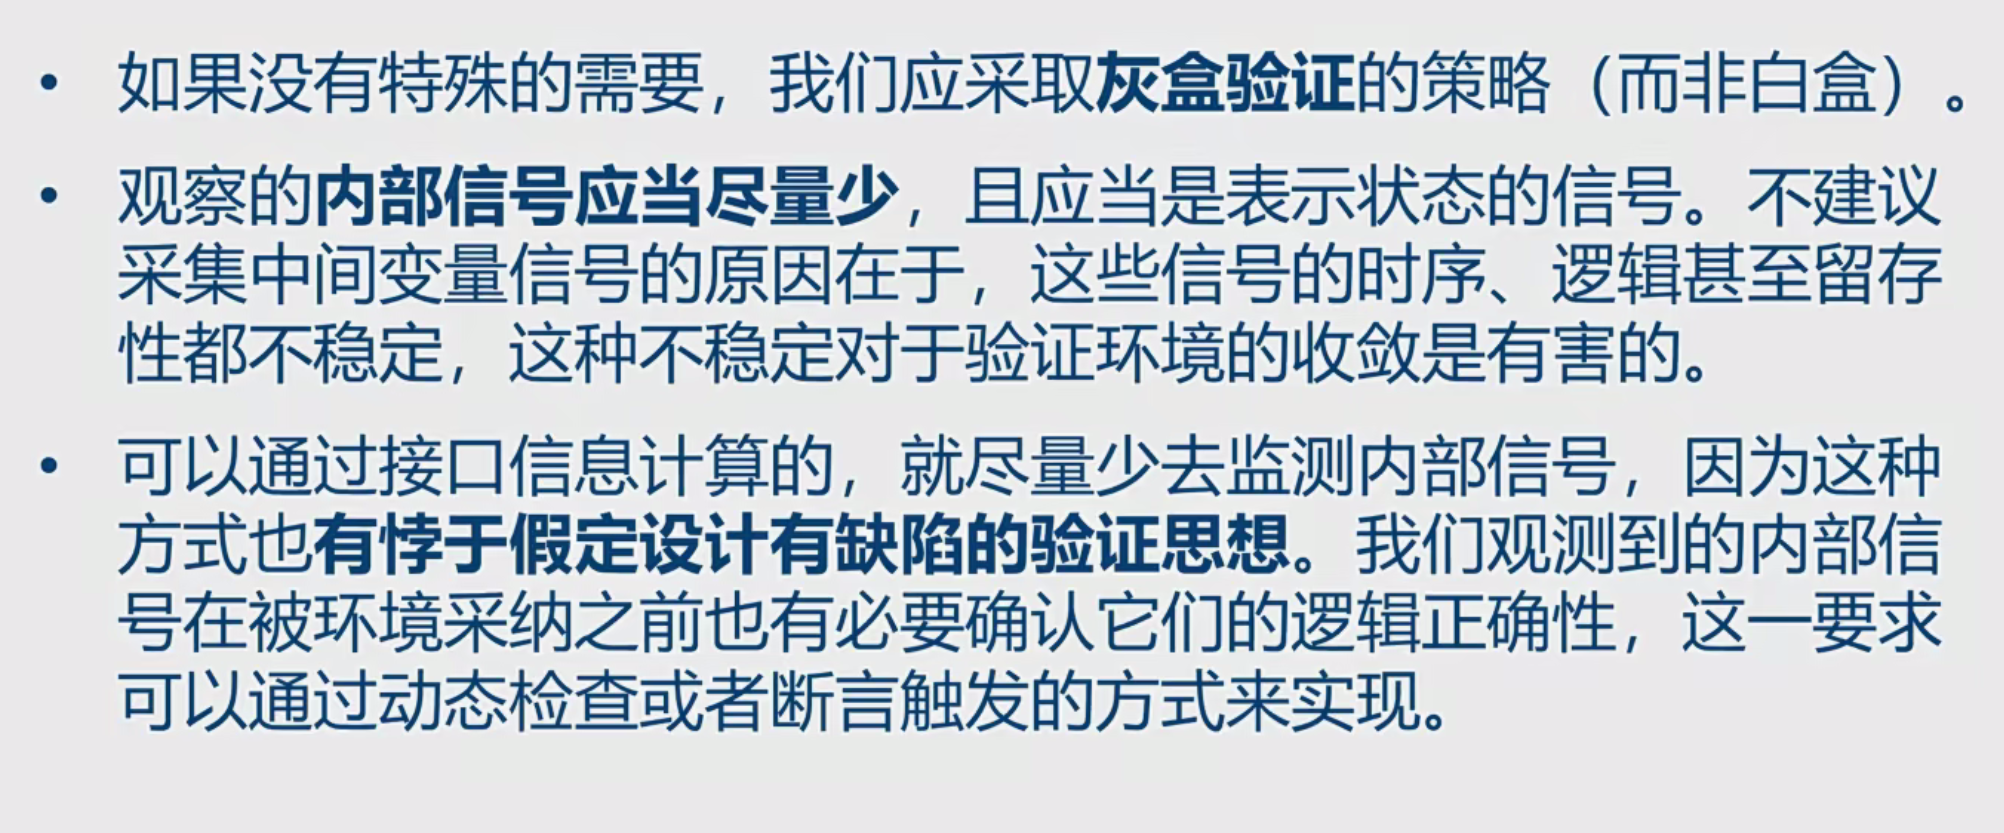 • 如果没有特殊的需要，我们应采取灰盒验证的策略（而非白盒）。
• 观察的内部信号应当尽量少，且应当是表示状态的信号。不建议
采集中间变量信号的原因在于，这些信号的时序、逻辑甚至留存
性都不稳定，这种不稳定对于验证环境的收敛是有害的。
• 可以通过接口信息计算的，就尽量少去监测内部信号，因为这种
方式也有悖于假定设计有缺陷的验证思想。我们观测到的内部信
号在被环境采纳之前也有必要确认它们的逻辑正确性，这一要求
可以通过动态检查或者断言触发的方式来实现。